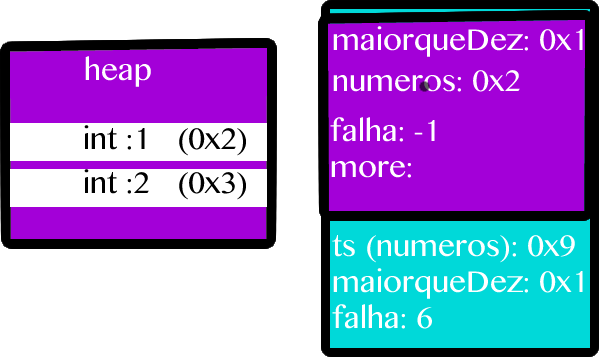 heap
int :1 (0x2)
int :2 (0x3)
maiorqueDez: 0x1
numeros: 0x2
falha: -1
more:
ts (numeros): 0x9
maiorqueDez: 0x1
falha: 6